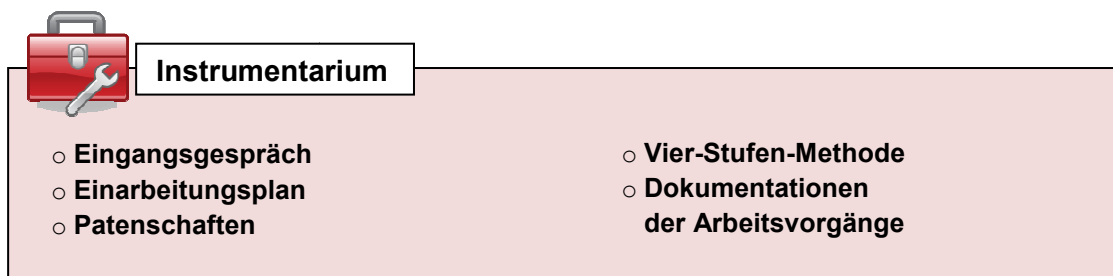 Instrumentarium
○ Eingangsgespräch
○ Einarbeitungsplan
○ Patenschaften
○ Vier-Stufen-Methode
○ Dokumentationen
der Arbeitsvorgänge